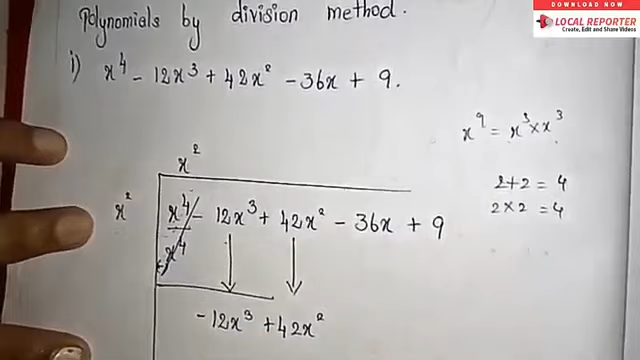 DOWNLOAD NOW
LOCAL REPORTER
Create, Edit and Share Videos
Polynomials by division method.
i) x⁴ - 12x³ + 42x² - 36x + 9.
x⁹ = x³ × x³
2+2 = 4
2×2 = 4
x²
x² x⁴ - 12x³ + 42x² - 36x + 9
(-) x⁴
-12x³ + 42x²